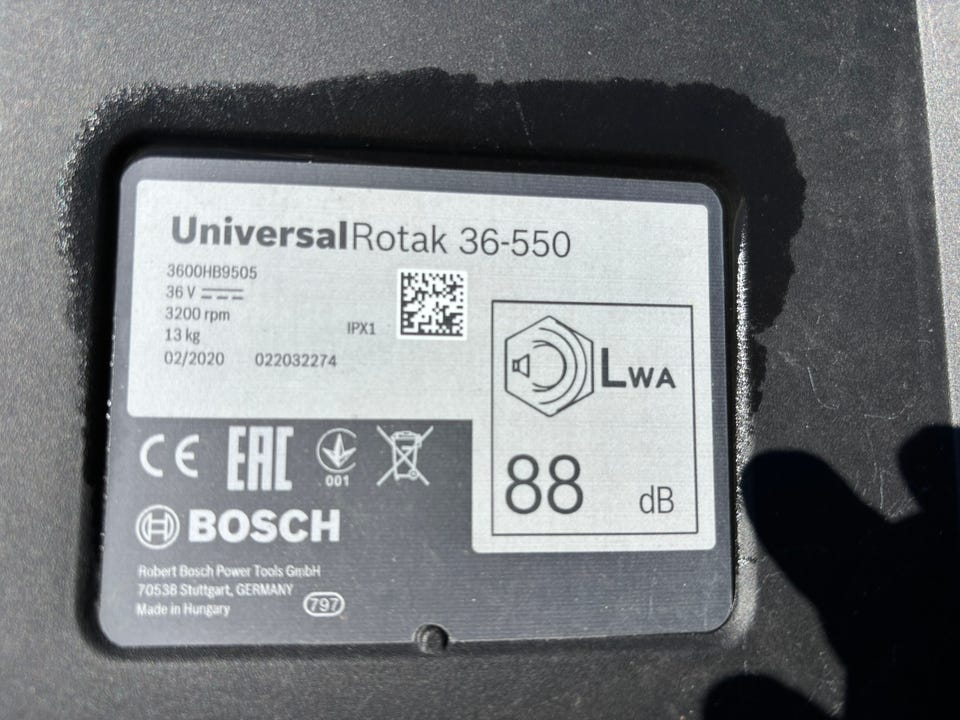 UniversalRotak 36-550
3600HB9505
36 V
3200 rpm
13 kg
IPX1
02/2020 022032274
LWA
88 dB
CE EAC
001
BOSCH
Robert Bosch Power Tools GmbH
70538 Stuttgart, GERMANY
Made in Hungary
797